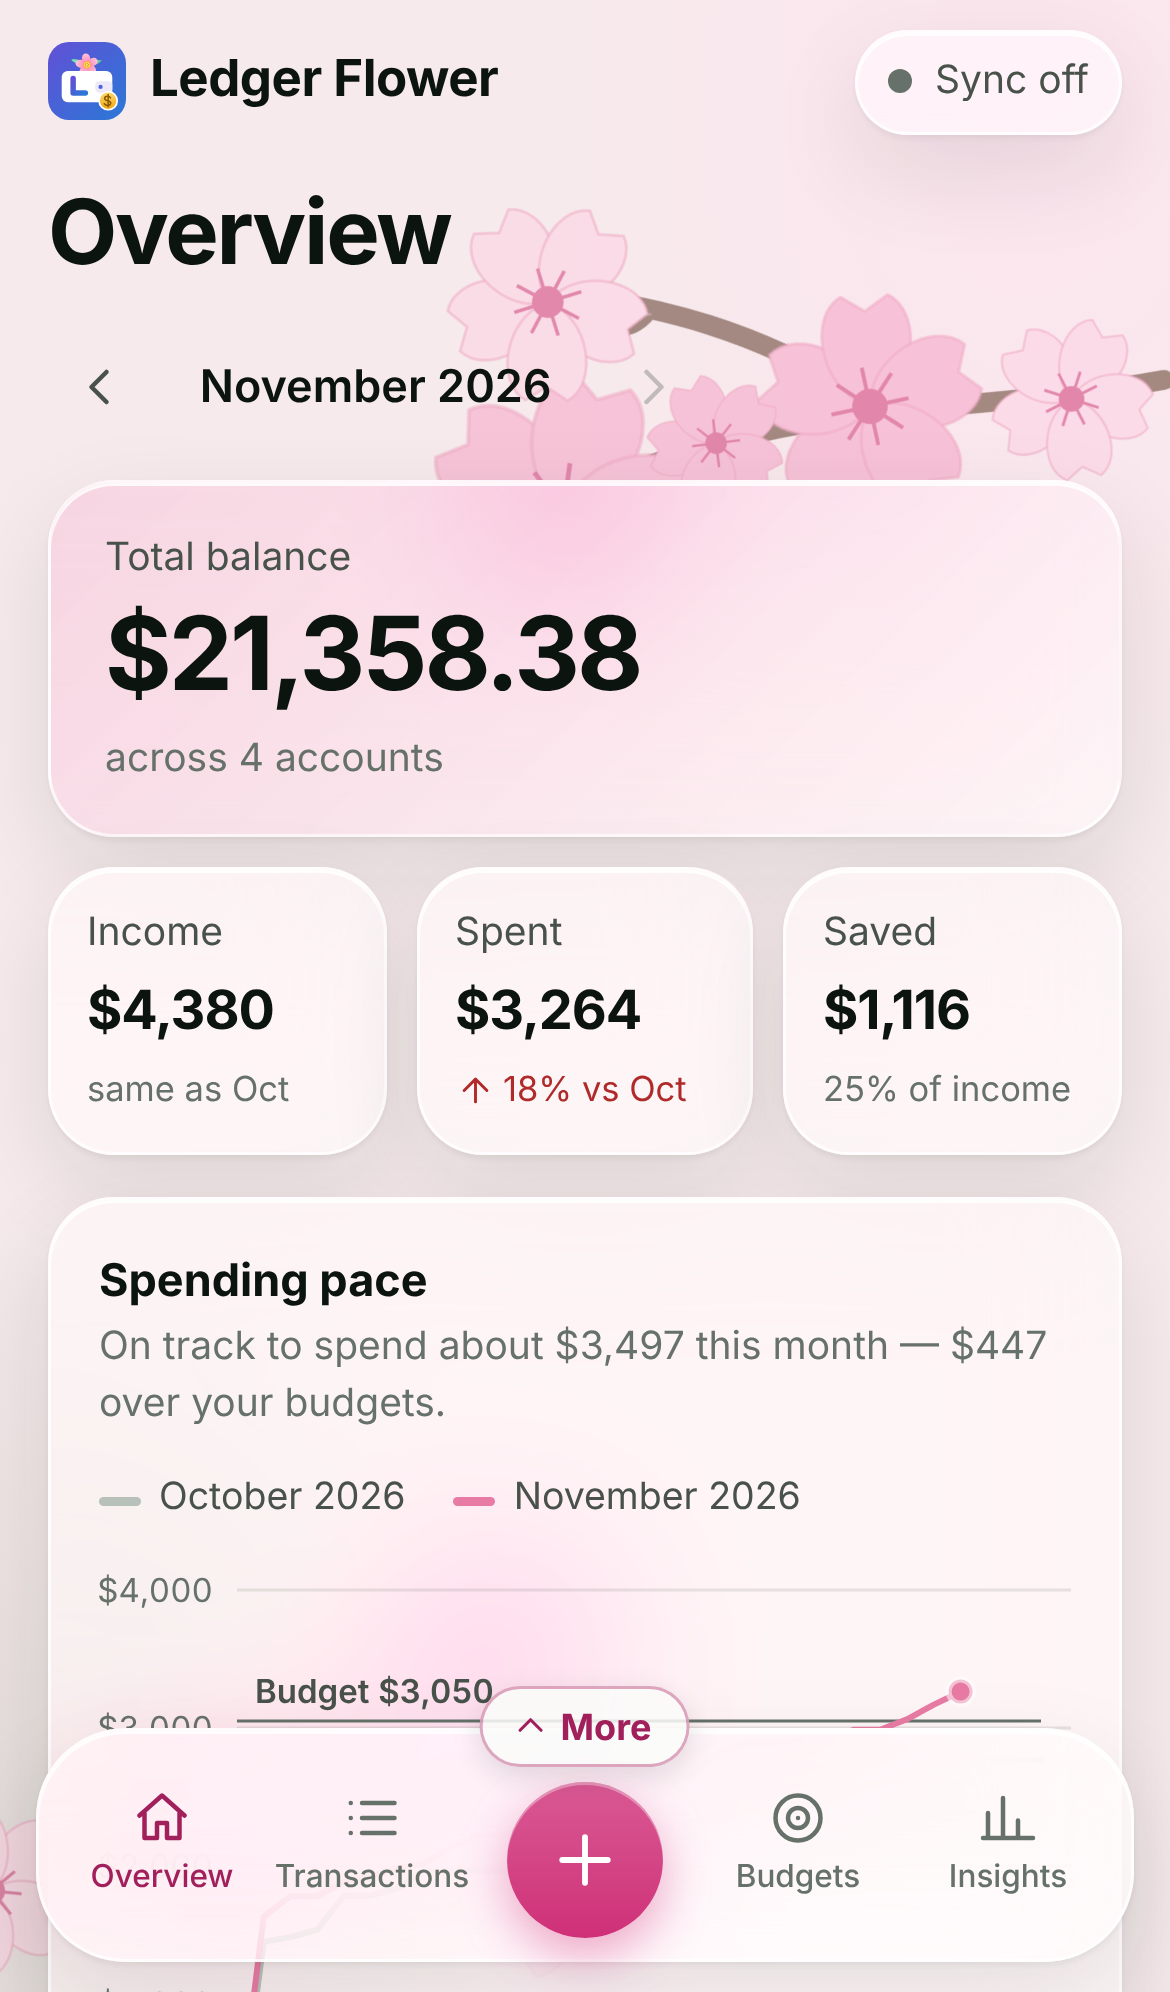 Ledger Flower
Sync off
Overview
November 2026
Total balance
$21,358.38
across 4 accounts
Income
$4,380
same as Oct
Spent
$3,264
↑ 18% vs Oct
Saved
$1,116
25% of income
Spending pace
On track to spend about $3,497 this month — $447
over your budgets.
October 2026
November 2026
$4,000
Budget $3,050
$3,000
More
Overview
Transactions
Budgets
Insights